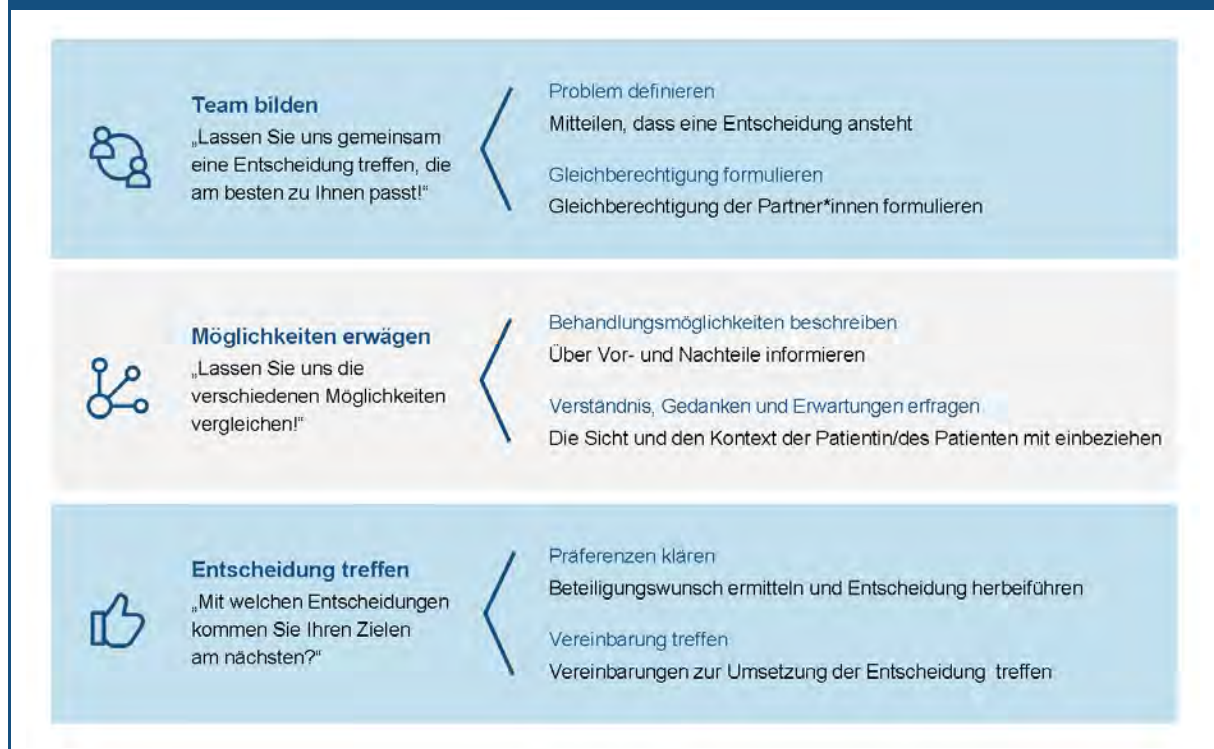 Team bilden
„Lassen Sie uns gemeinsam
eine Entscheidung treffen, die
am besten zu Ihnen passt!“
Problem definieren
Mitteilen, dass eine Entscheidung ansteht
Gleichberechtigung formulieren
Gleichberechtigung der Partner*innen formulieren
Möglichkeiten erwägen
„Lassen Sie uns die
verschiedenen Möglichkeiten
vergleichen!“
Behandlungsmöglichkeiten beschreiben
Über Vor- und Nachteile informieren
Verständnis, Gedanken und Erwartungen erfragen
Die Sicht und den Kontext der Patientin/des Patienten mit einbeziehen
Entscheidung treffen
„Mit welchen Entscheidungen
kommen Sie Ihren Zielen
am nächsten?“
Präferenzen klären
Beteiligungswunsch ermitteln und Entscheidung herbeiführen
Vereinbarung treffen
Vereinbarungen zur Umsetzung der Entscheidung treffen